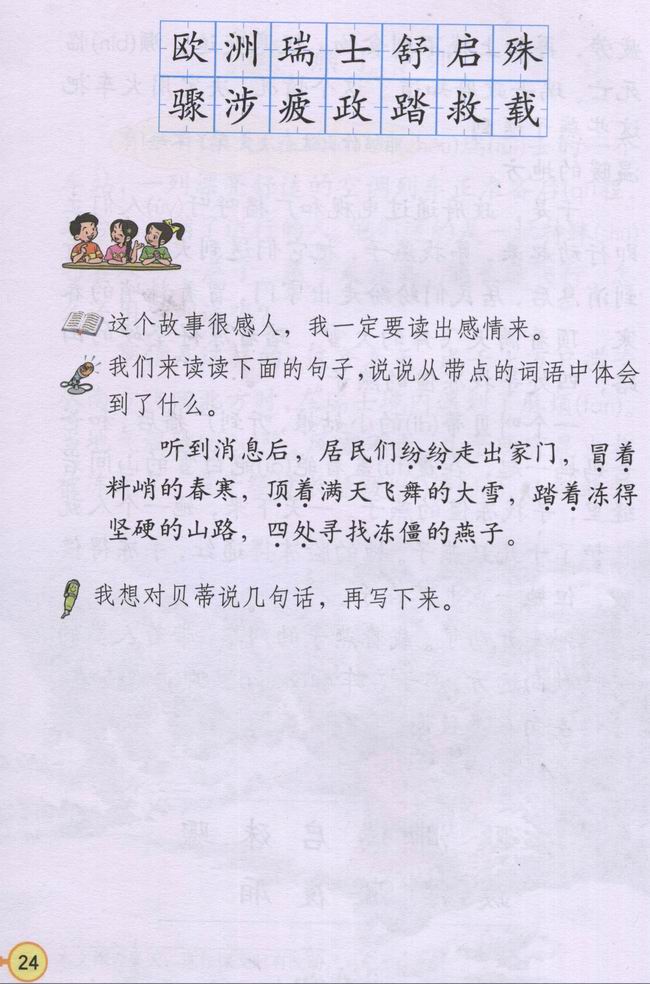 欧洲瑞士舒启殊
骤涉疲政踏救载
这个故事很感人，我一定要读出感情来。
我们来读读下面的句子，说说从带点的词语中体会
到了什么。
听到消息后，居民们纷纷走出家门，冒着
料峭的春寒，顶着满天飞舞的大雪，踏着冻得
坚硬的山路，四处寻找冻僵的燕子。
我想对贝蒂说几句话，再写下来。
24